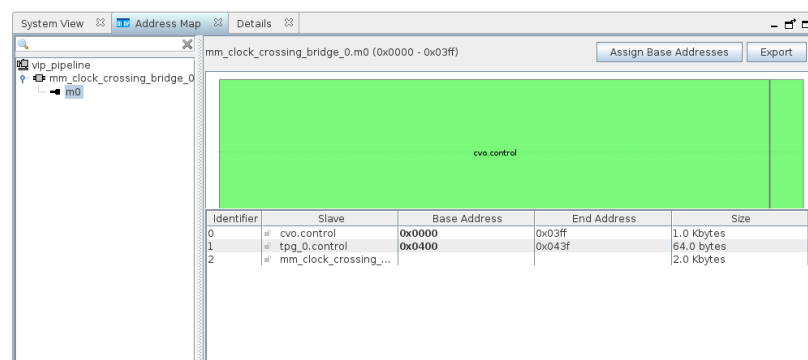 System View Address Map Details
mm_clock_crossing_bridge_0.m0 (0x0000 - 0x03ff) Assign Base Addresses Export
vip_pipeline
mm_clock_crossing_bridge_0
m0
cvo.control
Identifier Slave Base Address End Address Size
0 cvo.control 0x0000 0x03ff 1.0 Kbytes
1 tpg_0.control 0x0400 0x043f 64.0 bytes
2 mm_clock_crossing_... 2.0 Kbytes